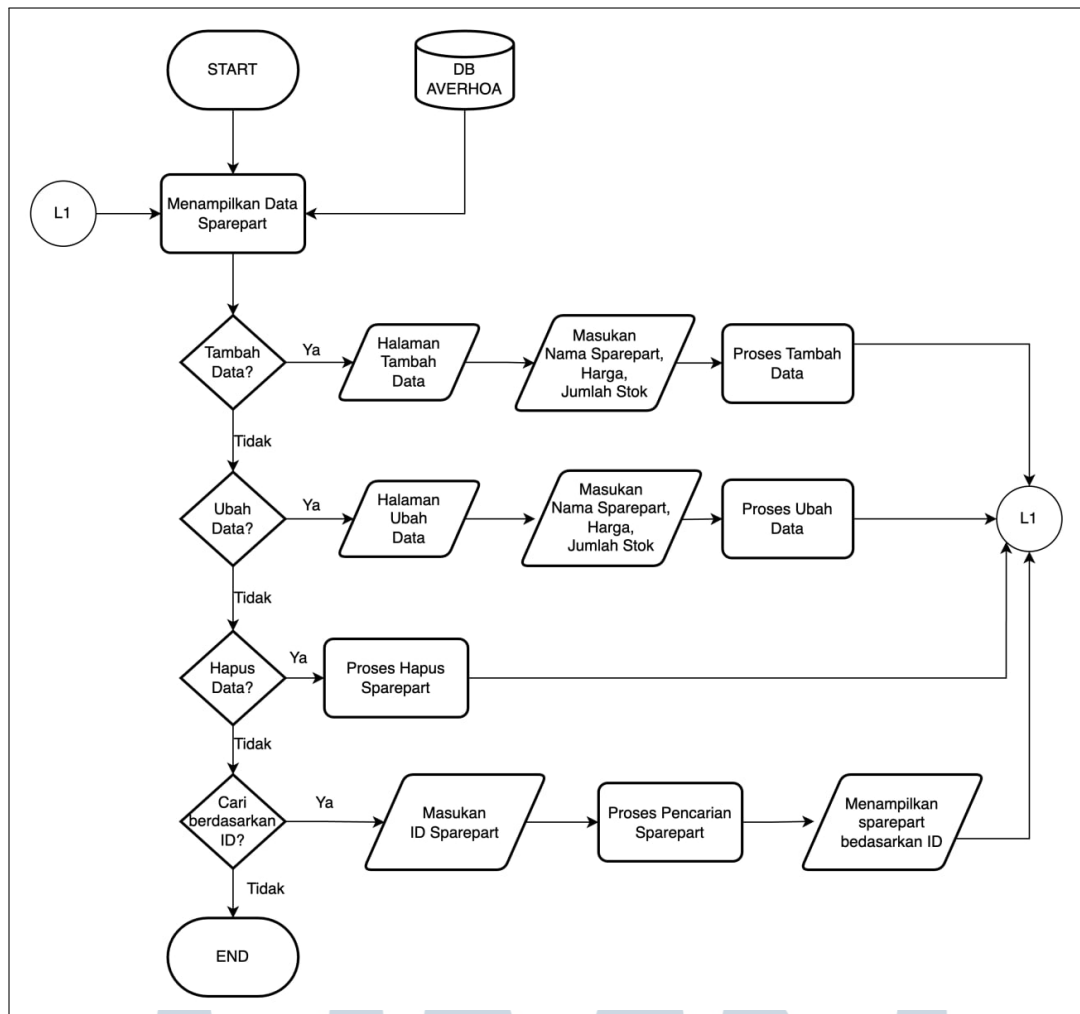 START
DB
AVERHOA
L1
Menampilkan Data
Sparepart
Tambah
Data?
Ya
Halaman
Tambah
Data
Masukan
Nama Sparepart,
Harga,
Jumlah Stok
Proses Tambah
Data
Tidak
Ubah
Data?
Ya
Halaman
Ubah
Data
Masukan
Nama Sparepart,
Harga,
Jumlah Stok
Proses Ubah
Data
L1
Tidak
Hapus
Data?
Ya
Proses Hapus
Sparepart
Tidak
Cari
berdasarkan
ID?
Ya
Masukan
ID Sparepart
Proses Pencarian
Sparepart
Menampilkan
sparepart
bedasarkan ID
Tidak
END